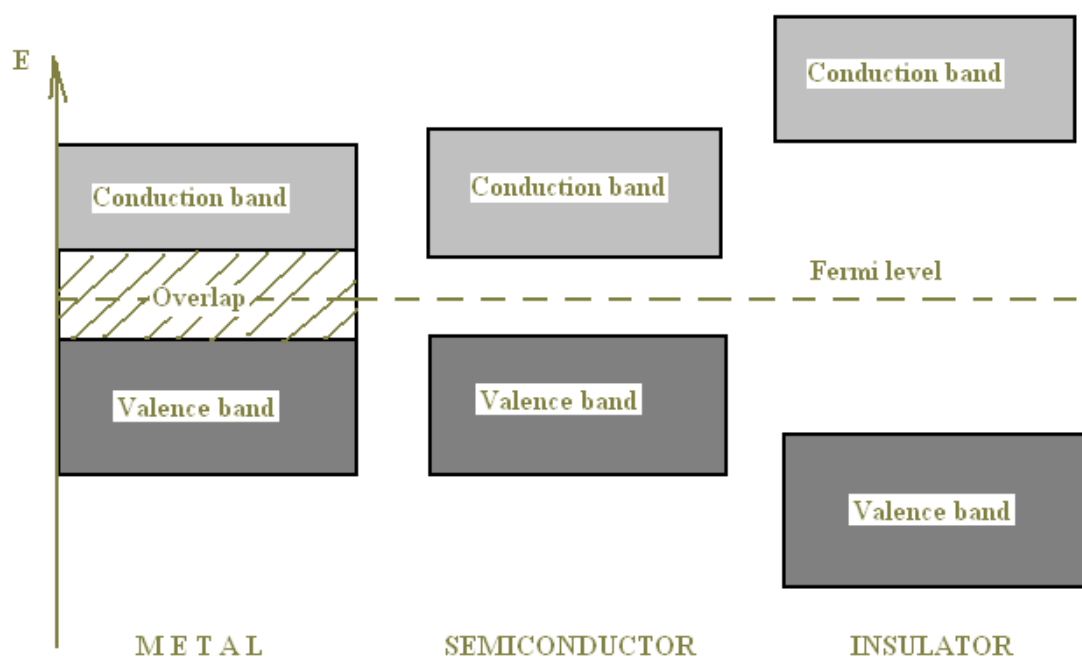 E
Conduction band
Conduction band
Conduction band
Overlap
Fermi level
Valence band
Valence band
Valence band
M E T A L
SEMICONDUCTOR
INSULATOR